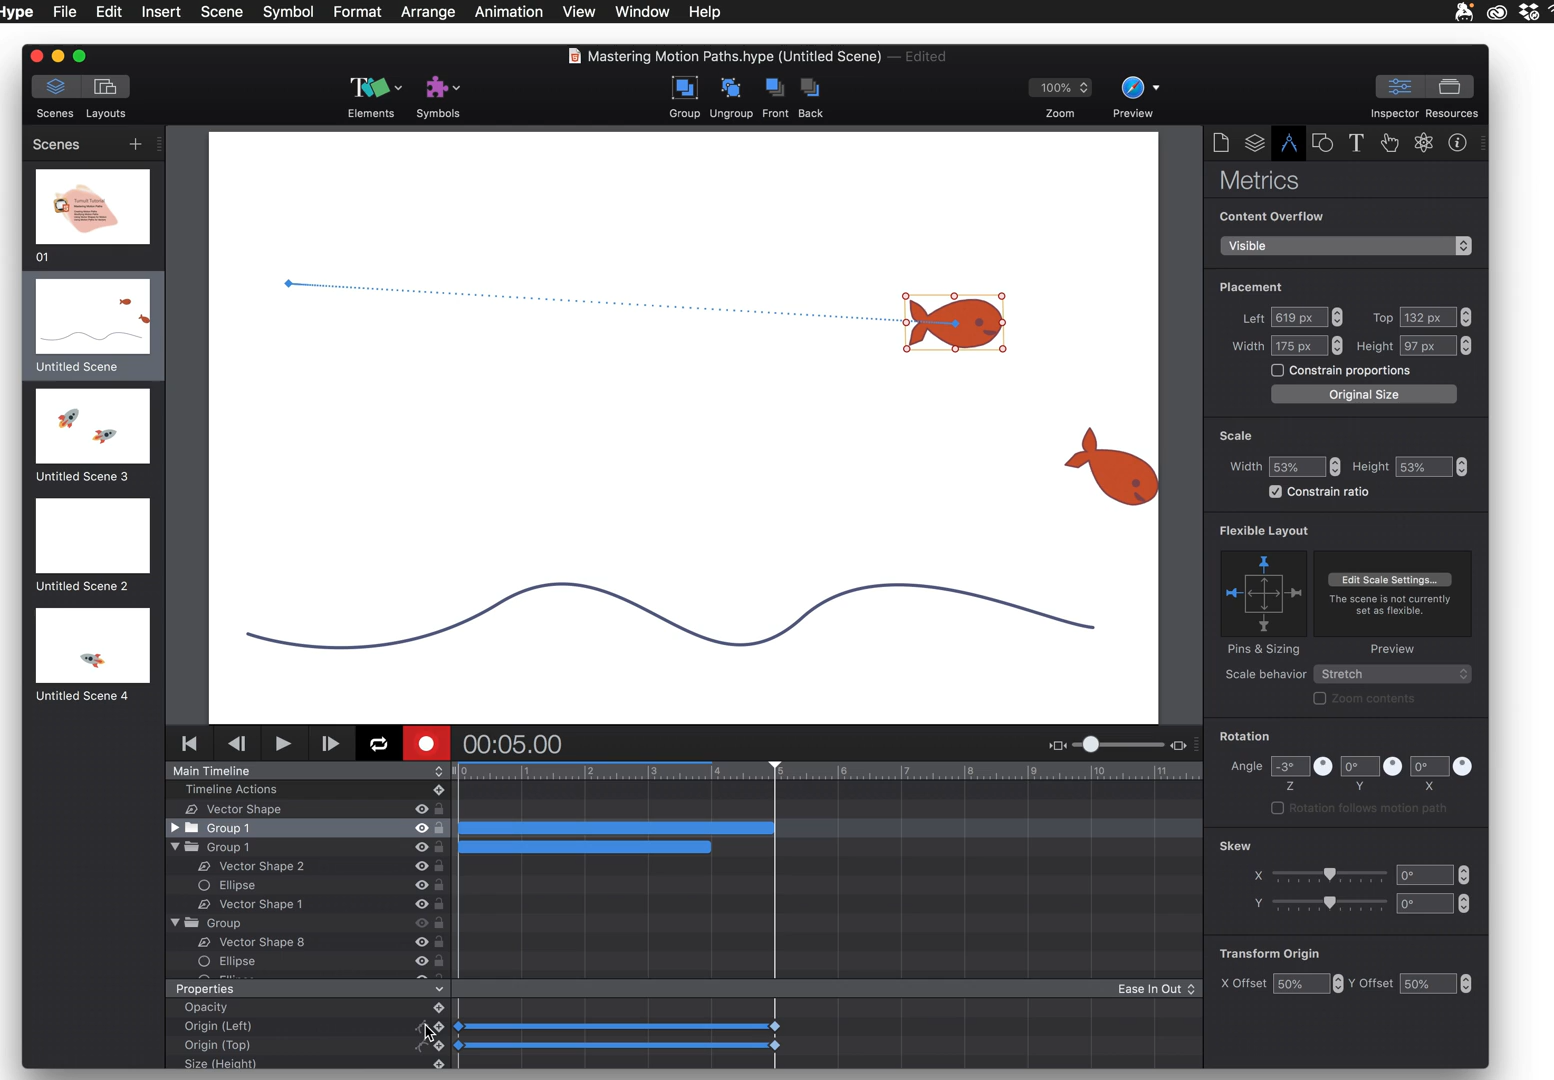 Hype File Edit Insert Scene Symbol Format Arrange Animation View Window Help
Mastering Motion Paths.hype (Untitled Scene) — Edited
100%
Scenes Layouts Elements Symbols Group Ungroup Front Back Zoom Preview Inspector Resources
Scenes
01
Untitled Scene
Untitled Scene 3
Untitled Scene 2
Untitled Scene 4
Metrics
Content Overflow
Visible
Placement
Left 619 px Top 132 px
Width 175 px Height 97 px
Constrain proportions
Original Size
Scale
Width 53% Height 53%
Constrain ratio
Flexible Layout
Edit Scale Settings...
The scene is not currently
set as flexible.
Pins & Sizing Preview
Scale behavior Stretch
Zoom contents
Rotation
Angle -3° 0° 0°
Z Y X
Rotation follows motion path
Skew
X 0°
Y 0°
Transform Origin
X Offset 50% Y Offset 50%
00:05.00
Main Timeline 0 1 2 3 4 5 6 7 8 9 10 11
Timeline Actions
Vector Shape
Group 1
Group 1
Vector Shape 2
Ellipse
Vector Shape 1
Group
Vector Shape 8
Ellipse
Properties Ease In Out
Opacity
Origin (Left)
Origin (Top)
Size (Height)